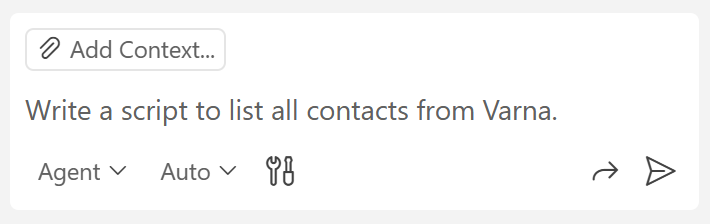 Add Context...
Write a script to list all contacts from Varna.
Agent Auto